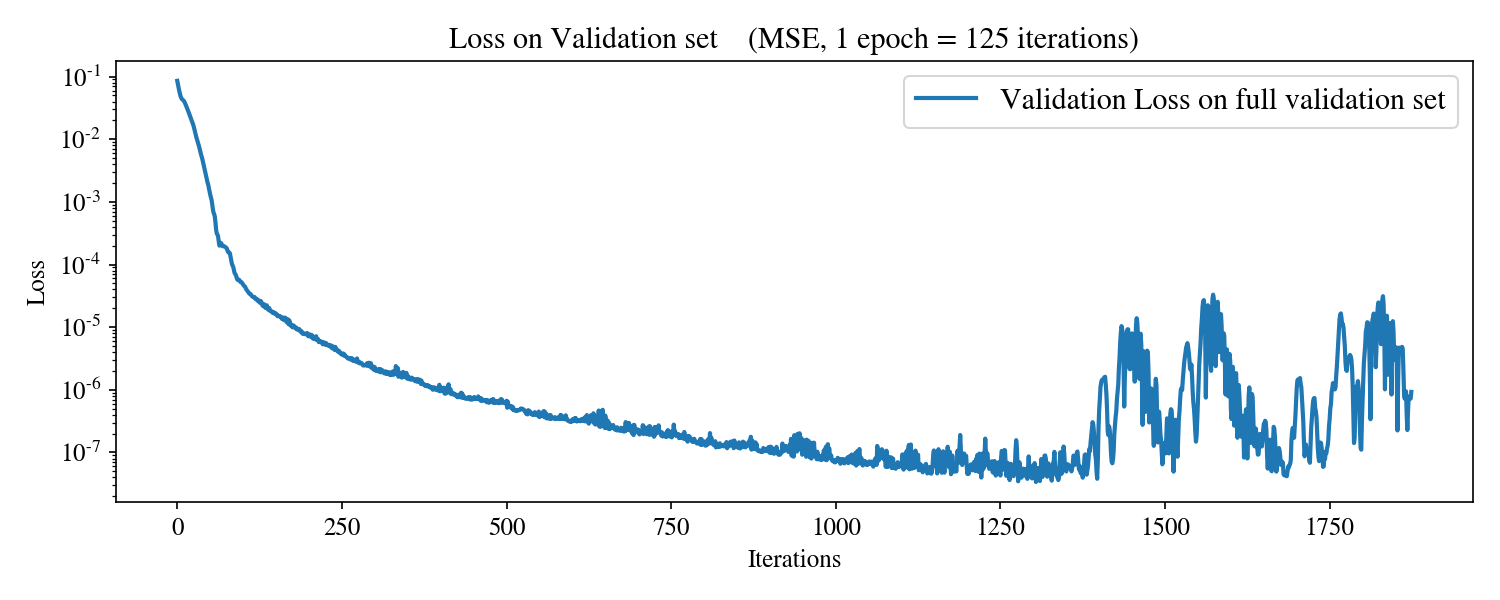 Loss on Validation set    (MSE, 1 epoch = 125 iterations)
Validation Loss on full validation set
10-1
10-2
10-3
10-4
10-5
10-6
10-7
Loss
0 250 500 750 1000 1250 1500 1750
Iterations